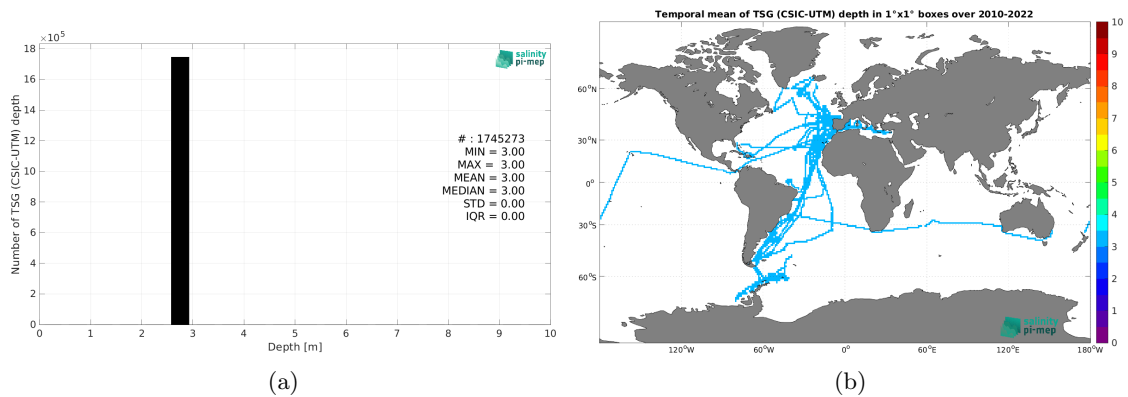 ×10⁵
18
16
14
12
10
8
6
4
2
0
Number of TSG (CSIC-UTM) depth
salinity
pi-mep
# : 1745273
MIN = 3.00
MAX = 3.00
MEAN = 3.00
MEDIAN = 3.00
STD = 0.00
IQR = 0.00
0 1 2 3 4 5 6 7 8 9 10
Depth [m]
(a)
Temporal mean of TSG (CSIC-UTM) depth in 1°x1° boxes over 2010-2022
60°N
30°N
0°
30°S
60°S
120°W 60°W 0° 60°E 120°E 180°W
salinity
pi-mep
10
9
8
7
6
5
4
3
2
1
0
(b)